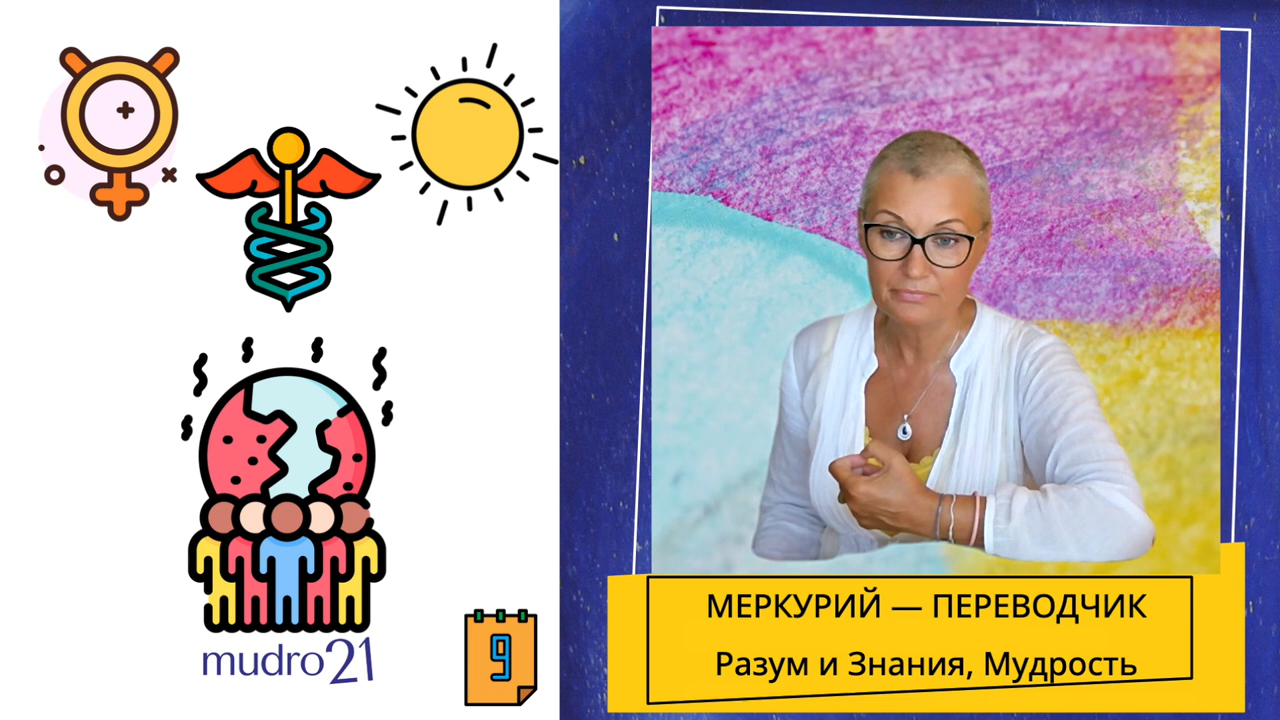 mudro21
9
МЕРКУРИЙ — ПЕРЕВОДЧИК
Разум и Знания, Мудрость